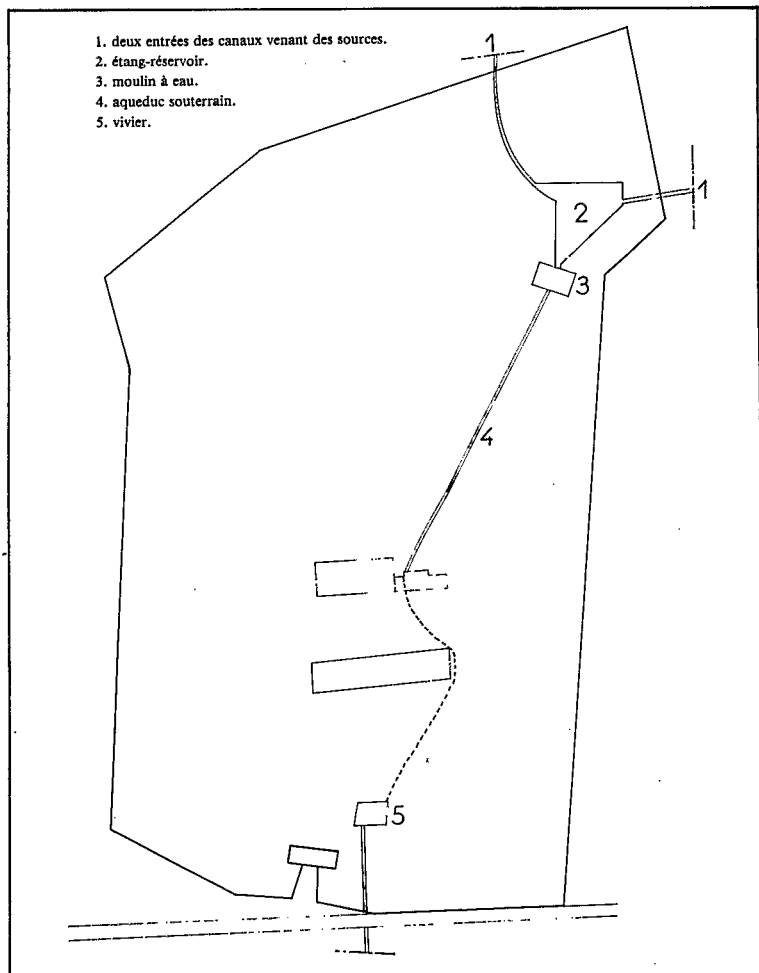 1. deux entrées des canaux venant des sources.
2. étang-réservoir.
3. moulin à eau.
4. aqueduc souterrain.
5. vivier.
1
1
2
3
4
5